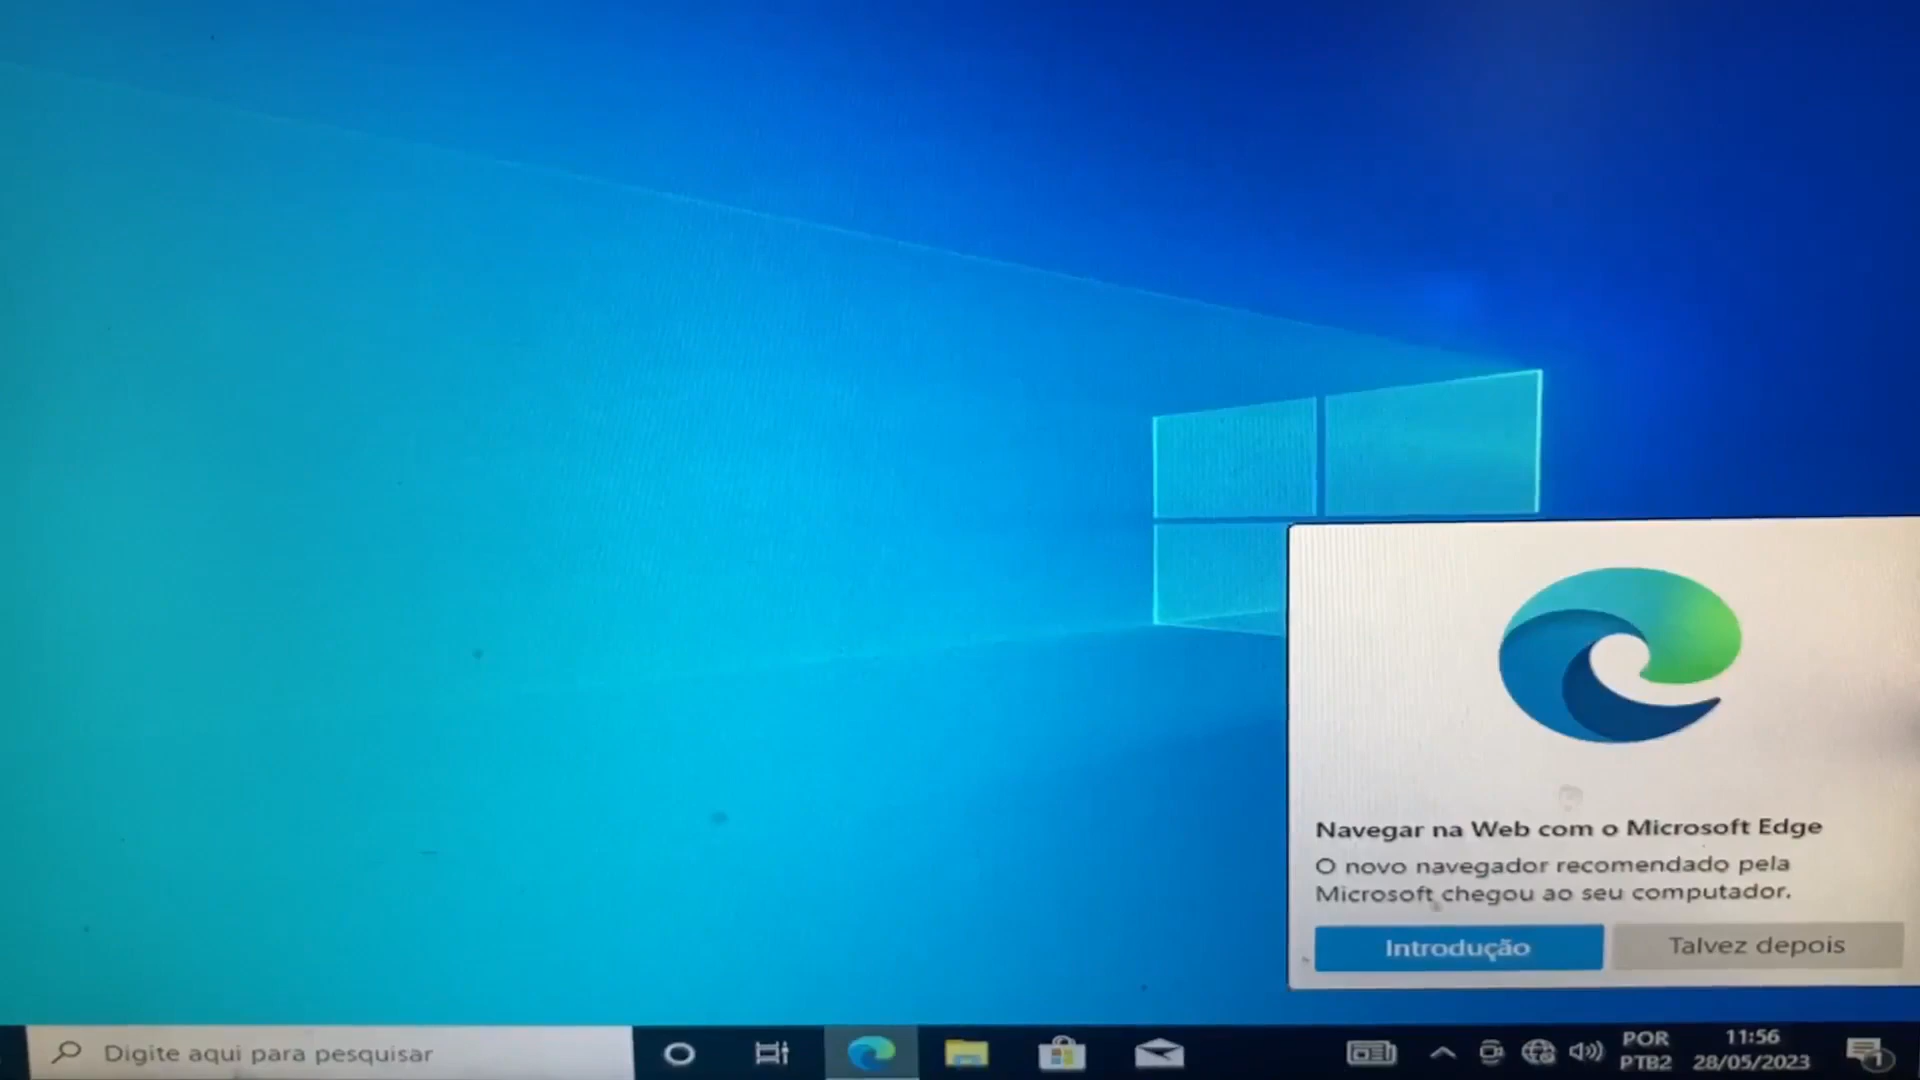 Navegar na Web com o Microsoft Edge
O novo navegador recomendado pela
Microsoft chegou ao seu computador.
Introdução
Talvez depois
Digite aqui para pesquisar
POR
PTB2
11:56
28/05/2023
1